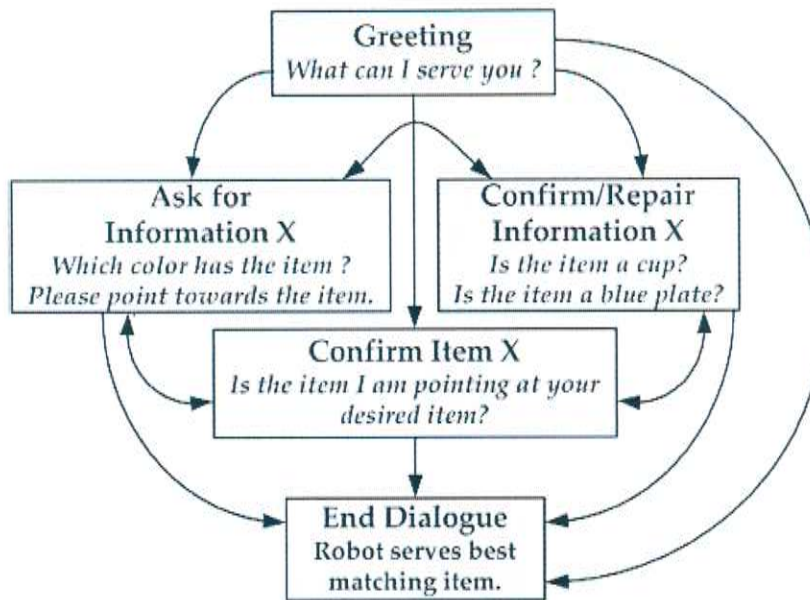 Greeting
What can I serve you ?
Ask for
Information X
Which color has the item ?
Please point towards the item.
Confirm/Repair
Information X
Is the item a cup?
Is the item a blue plate?
Confirm Item X
Is the item I am pointing at your
desired item?
End Dialogue
Robot serves best
matching item.